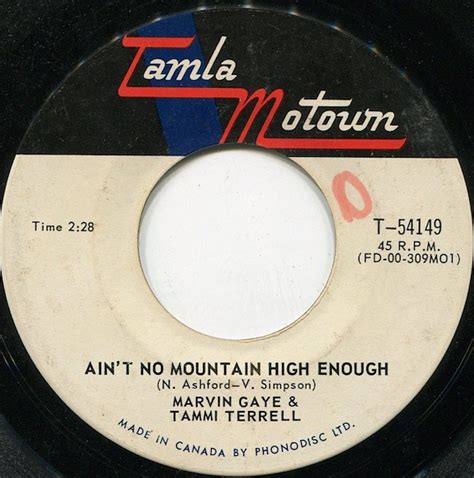 Tamla
Motown
Time 2:28
T-54149
45 R.P.M.
(FD-00-309M01)
AIN'T NO MOUNTAIN HIGH ENOUGH
(N. Ashford—V. Simpson)
MARVIN GAYE &
TAMMI TERRELL
MADE IN CANADA BY PHONODISC LTD.